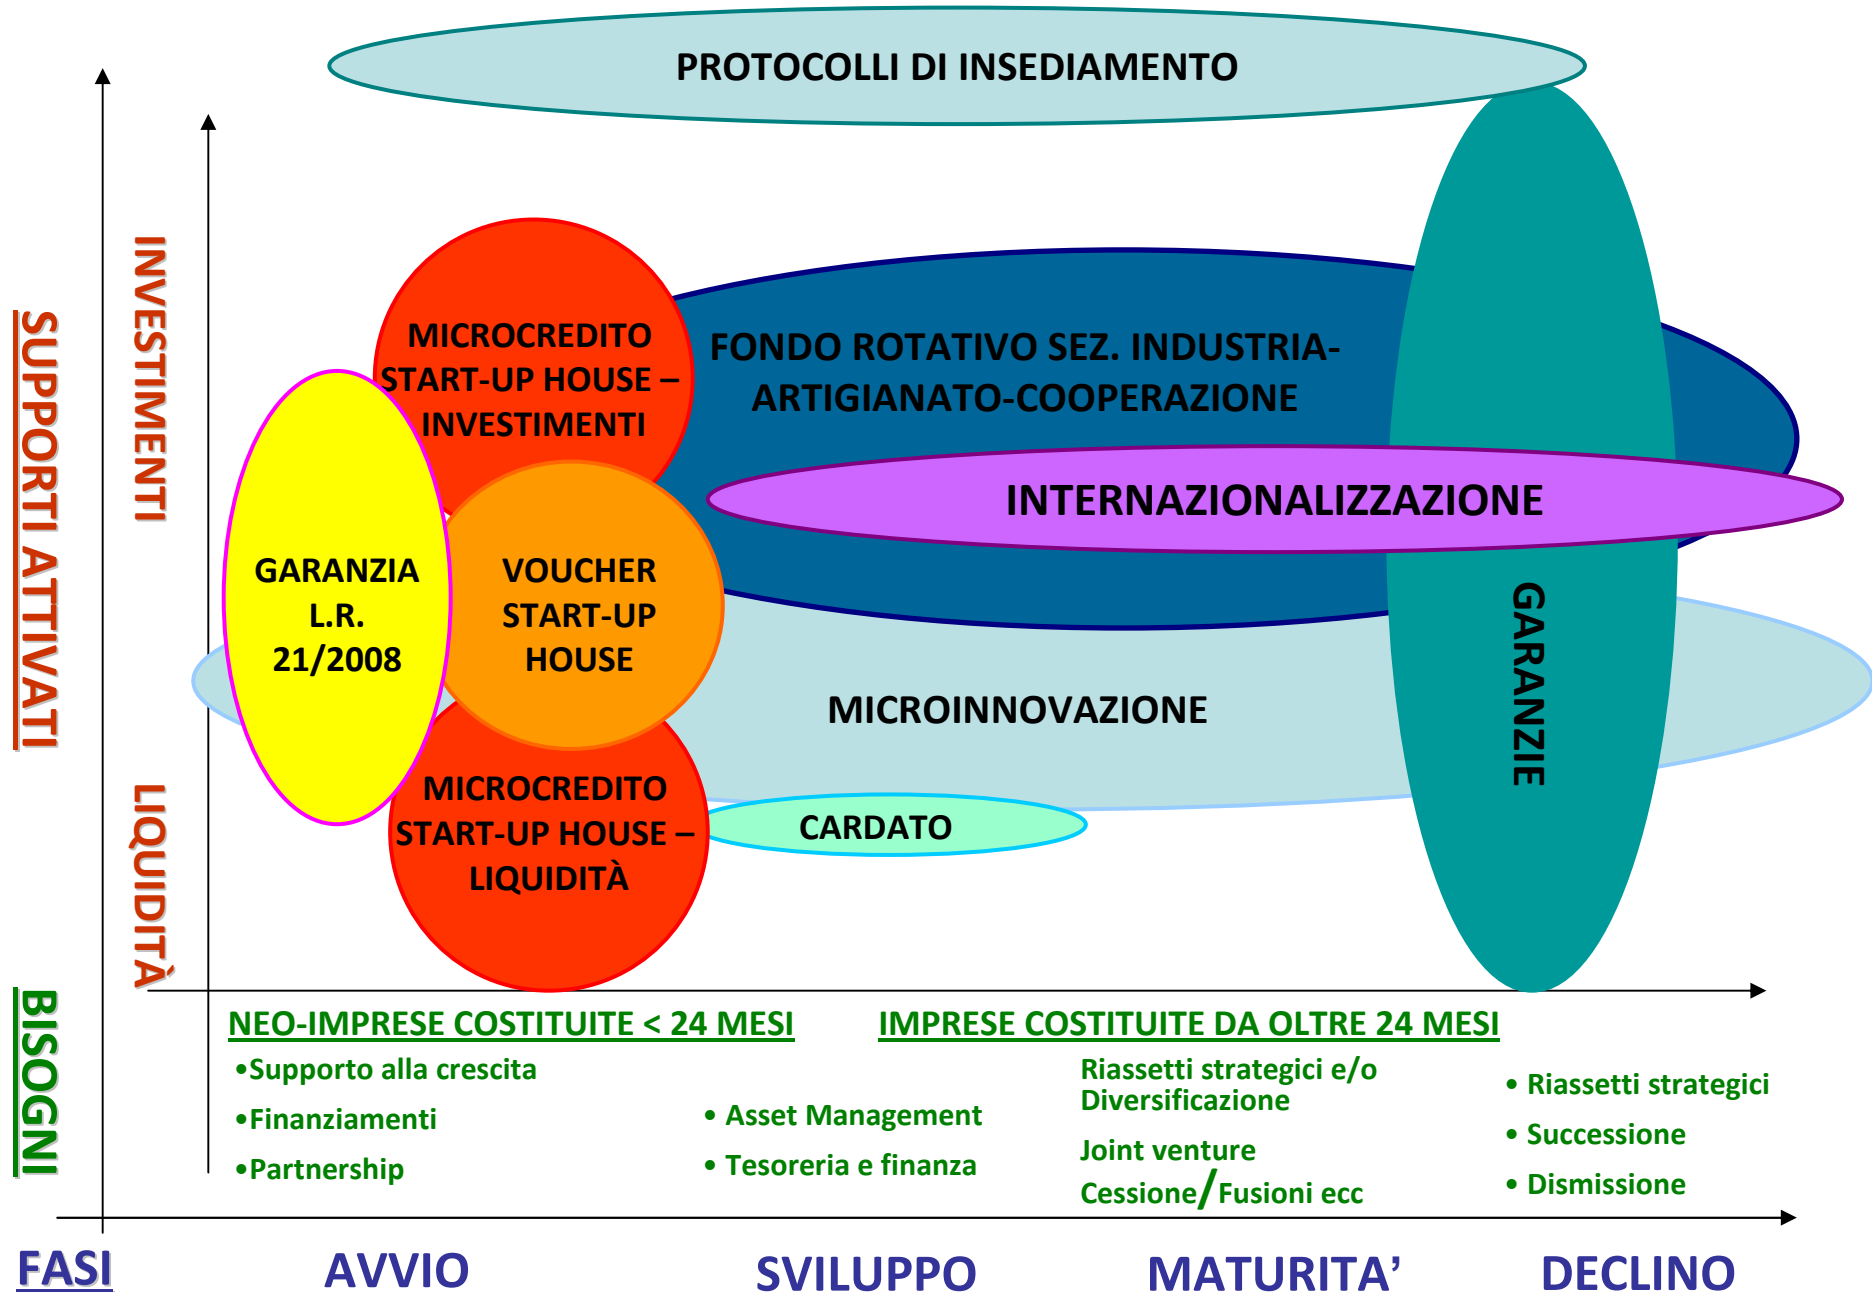 PROTOCOLLI DI INSEDIAMENTO
SUPPORTI ATTIVATI
INVESTIMENTI
LIQUIDITÀ
MICROCREDITO
START-UP HOUSE –
INVESTIMENTI
FONDO ROTATIVO SEZ. INDUSTRIA-
ARTIGIANATO-COOPERAZIONE
INTERNAZIONALIZZAZIONE
GARANZIA
L.R.
21/2008
VOUCHER
START-UP
HOUSE
GARANZIE
MICROINNOVAZIONE
MICROCREDITO
START-UP HOUSE –
LIQUIDITÀ
CARDATO
BISOGNI
NEO-IMPRESE COSTITUITE < 24 MESI
•Supporto alla crescita
•Finanziamenti
•Partnership
• Asset Management
• Tesoreria e finanza
IMPRESE COSTITUITE DA OLTRE 24 MESI
Riassetti strategici e/o
Diversificazione
Joint venture
Cessione/Fusioni ecc
• Riassetti strategici
• Successione
• Dismissione
FASI
AVVIO
SVILUPPO
MATURITA’
DECLINO